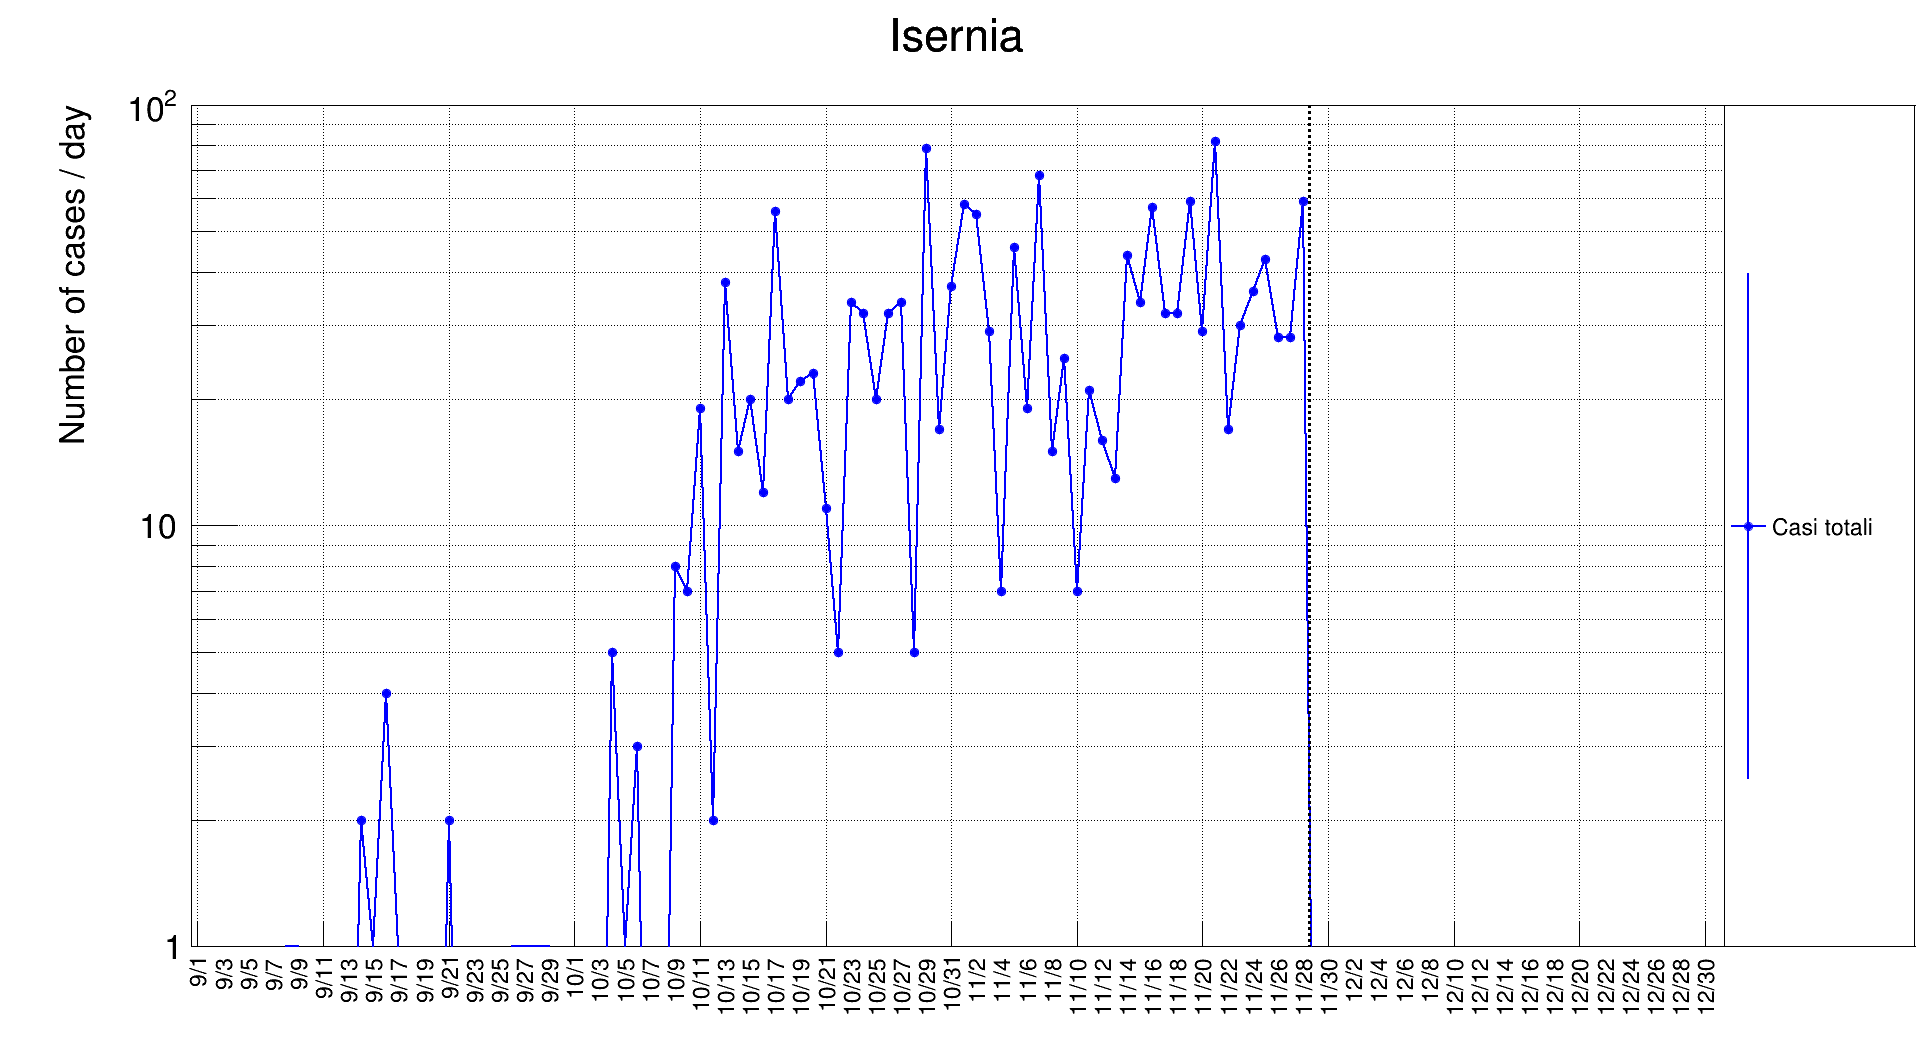 Isernia
Number of cases / day
10²
10
1
9/1 9/3 9/5 9/7 9/9 9/11 9/13 9/15 9/17 9/19 9/21 9/23 9/25 9/27 9/29 10/1 10/3 10/5 10/7 10/9 10/11 10/13 10/15 10/17 10/19 10/21 10/23 10/25 10/27 10/29 10/31 11/2 11/4 11/6 11/8 11/10 11/12 11/14 11/16 11/18 11/20 11/22 11/24 11/26 11/28 11/30 12/2 12/4 12/6 12/8 12/10 12/12 12/14 12/16 12/18 12/20 12/22 12/24 12/26 12/28 12/30
Casi totali